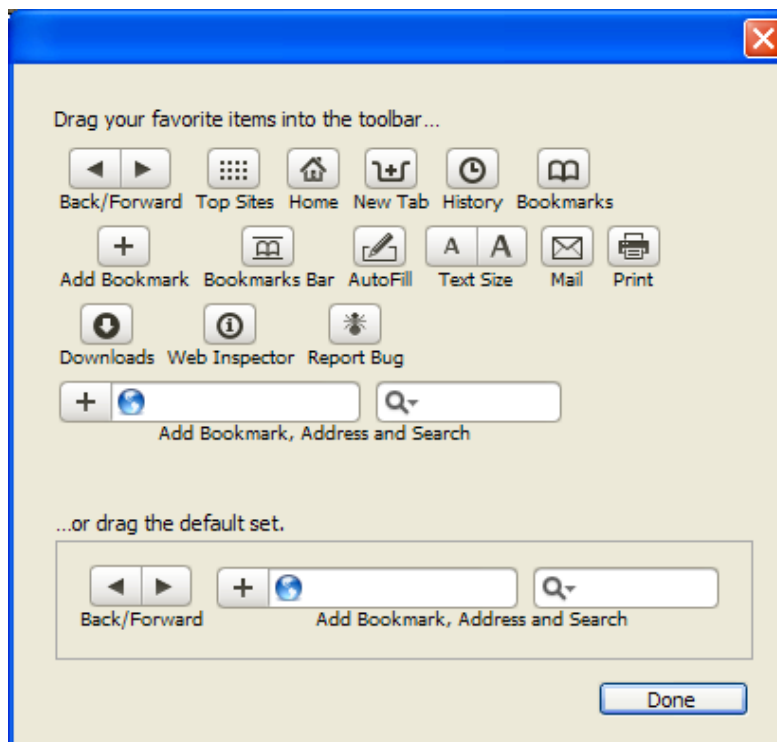 Drag your favorite items into the toolbar...
Back/Forward Top Sites Home New Tab History Bookmarks
A A
Add Bookmark Bookmarks Bar AutoFill Text Size Mail Print
Downloads Web Inspector Report Bug
Add Bookmark, Address and Search
...or drag the default set.
Back/Forward Add Bookmark, Address and Search
Done